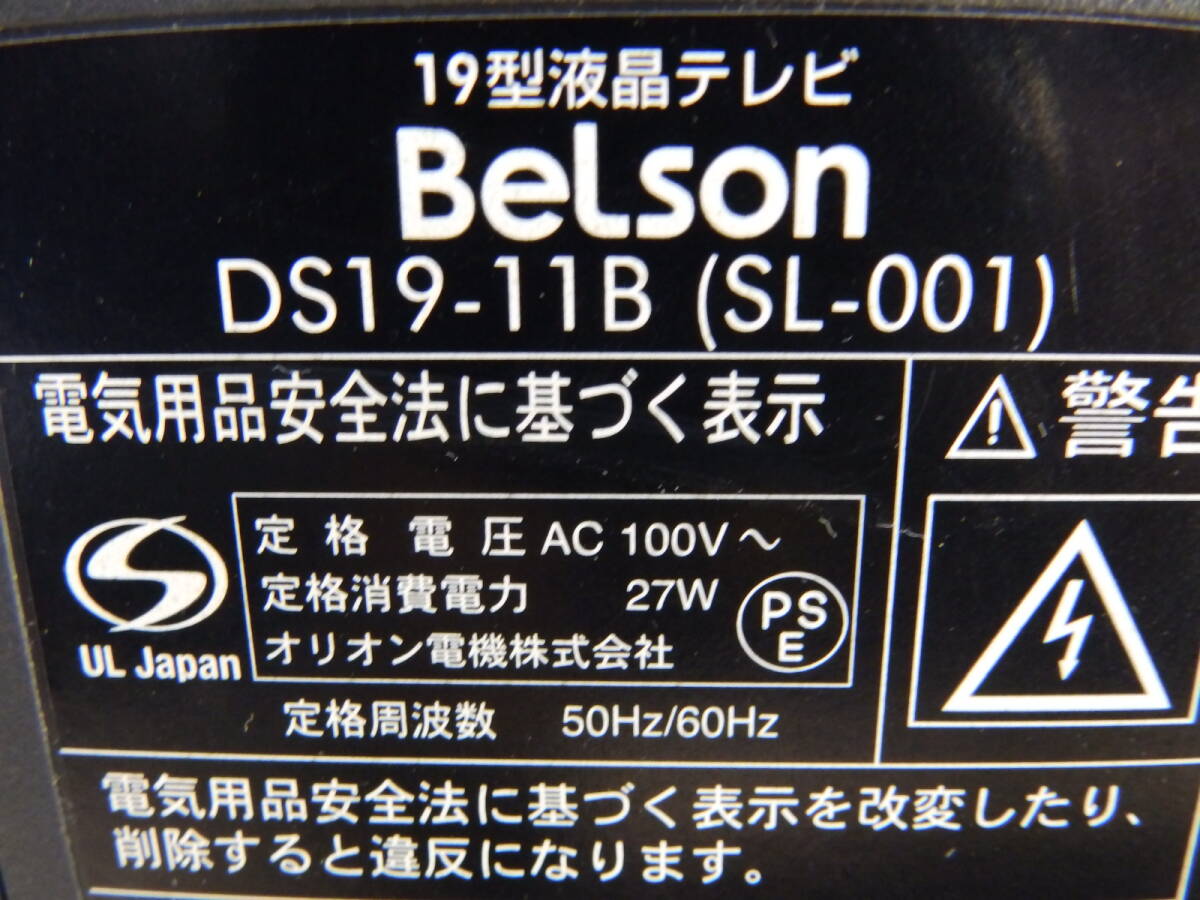 19型液晶テレビ
Belson
DS19-11B (SL-001)
電気用品安全法に基づく表示
警告
UL Japan
定格電圧 AC 100V～
定格消費電力 27W
オリオン電機株式会社
PS
E
定格周波数 50Hz/60Hz
電気用品安全法に基づく表示を改変したり、
削除すると違反になります。